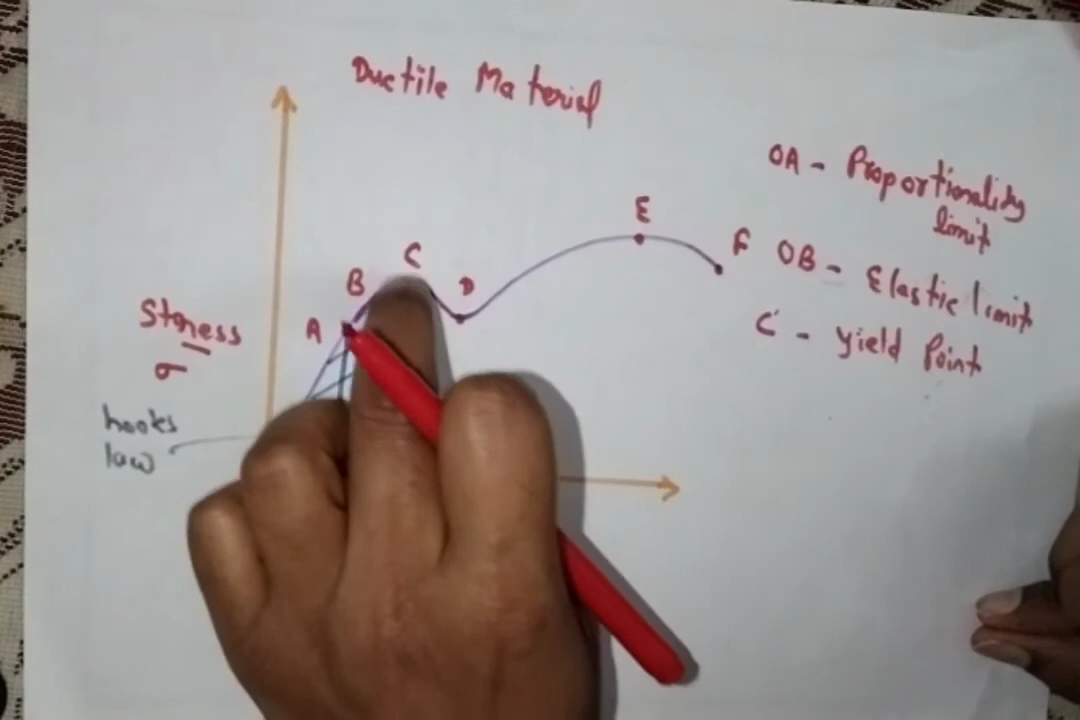 Ductile Material
OA - Proportionality
limit
E
F
OB - Elastic limit
C
B
D
A
C - Yield Point
Stress
σ
hooks
law